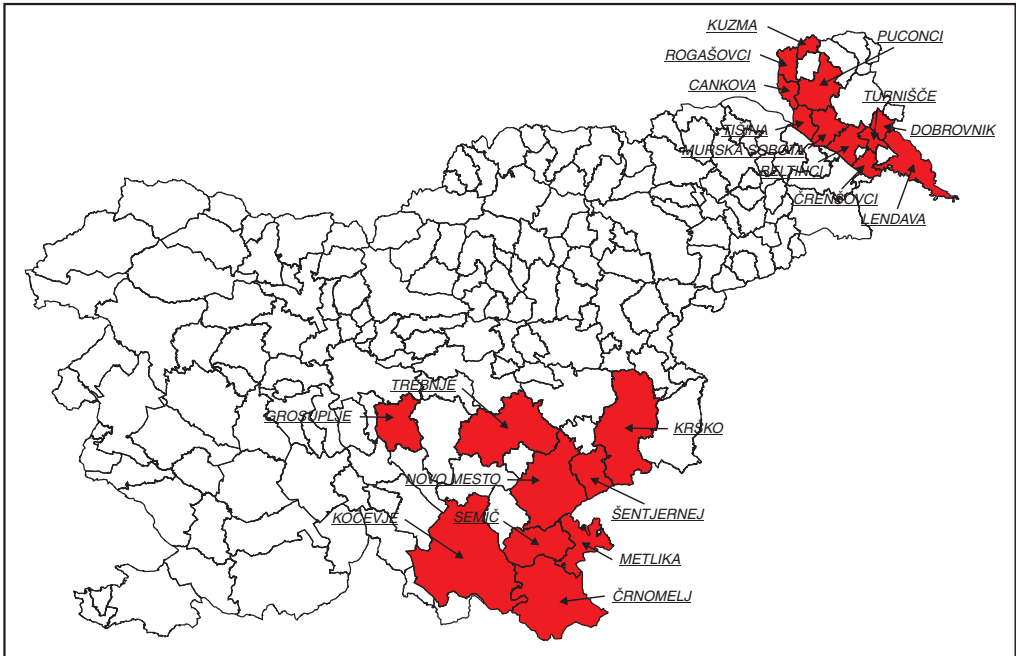 KUZMA
PUCONCI
ROGAŠOVCI
CANKOVA
TURNIŠČE
TIŠINA
DOBROVNIK
MURSKA SOBOTA
BELTINCI
ČRENŠOVCI
LENDAVA
TREBNJE
GROSUPLJE
KRŠKO
NOVO MESTO
ŠENTJERNEJ
KOČEVJE
SEMIČ
METLIKA
ČRNOMELJ